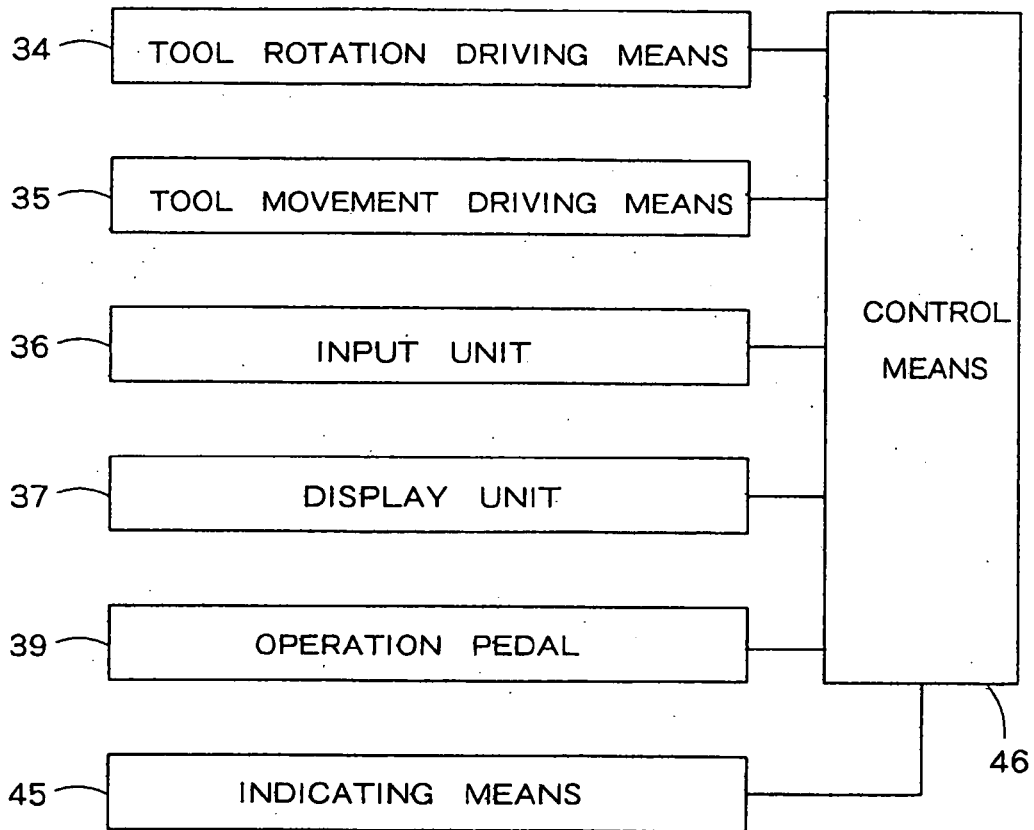 34 TOOL ROTATION DRIVING MEANS
35 TOOL MOVEMENT DRIVING MEANS
36 INPUT UNIT
37 DISPLAY UNIT
39 OPERATION PEDAL
45 INDICATING MEANS
CONTROL
MEANS
46